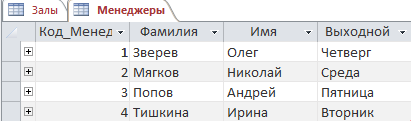 Залы Менеджеры
Код_Менед Фамилия Имя Выходной
1 Зверев Олег Четверг
2 Мягков Николай Среда
3 Попов Андрей Пятница
4 Тишкина Ирина Вторник